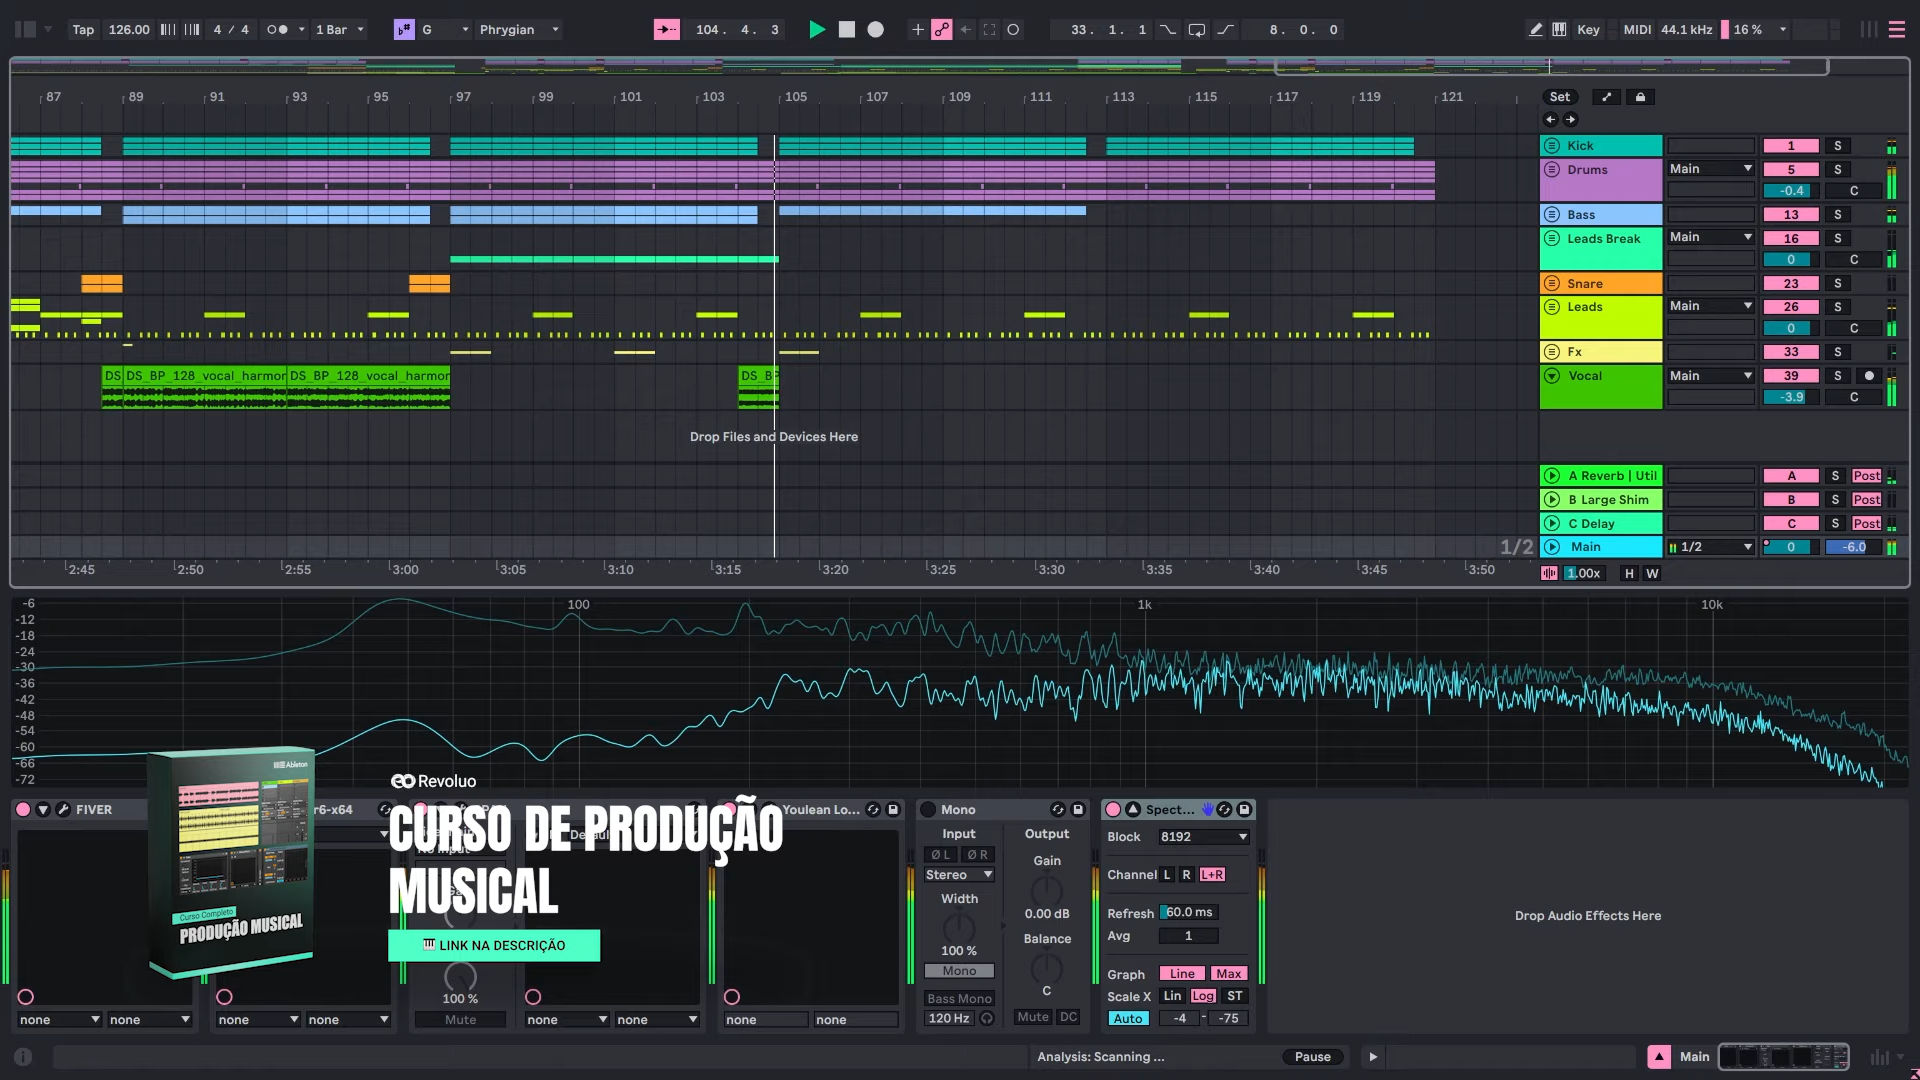 Tap 126.00 4 / 4 1 Bar G Phrygian 104. 4. 3 33. 1. 1 8. 0. 0 Key MIDI 44.1 kHz 16 %
87 89 91 93 95 97 99 101 103 105 107 109 111 113 115 117 119 121 Set
Kick 1 S
Drums Main 5 S
-0.4 C
Bass 13 S
Leads Break Main 16 S
0 C
Snare 23 S
Leads Main 26 S
0 C
Fx 33 S
DS DS_BP_128_vocal_harmor DS_BP_128_vocal_harmor DS_BP Vocal Main 39 S
-3.9 C
Drop Files and Devices Here
A Reverb | Util A S Post
B Large Shim B S Post
C Delay C S Post
1/2 Main 1/2 0 -6.0
2:45 2:50 2:55 3:00 3:05 3:10 3:15 3:20 3:25 3:30 3:35 3:40 3:45 3:50 1.00x H W
100 1k 10k
-6
-12
-18
-24
-30
-36
-42
-48
-54
-60
-66
-72
Ableton
Curso Completo
PRODUÇÃO MUSICAL
Revoluo
CURSO DE PRODUÇÃO
MUSICAL
LINK NA DESCRIÇÃO
FIVER r6-x64 Youlean Lo... Mono Spect...
Input Output
Ø L Ø R Gain
Stereo 0.00 dB
Width Balance
100 % C
Mono
Bass Mono Mute DC
120 Hz
Block 8192
Channel L R L+R
Refresh 60.0 ms
Avg 1
Graph Line Max
Scale X Lin Log ST
Auto -4 - -75
Drop Audio Effects Here
100 %
Mute
none none none none none none none none
Analysis: Scanning ... Pause Main